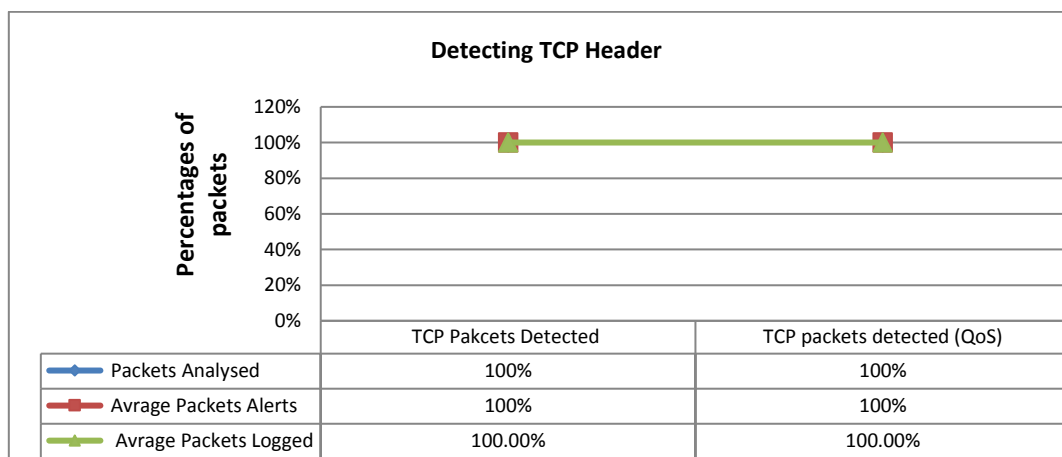 Detecting TCP Header
Percentages of
packets
120%
100%
80%
60%
40%
20%
0%
TCP Pakcets Detected TCP packets detected (QoS)
Packets Analysed 100% 100%
Avrage Packets Alerts 100% 100%
Avrage Packets Logged 100.00% 100.00%